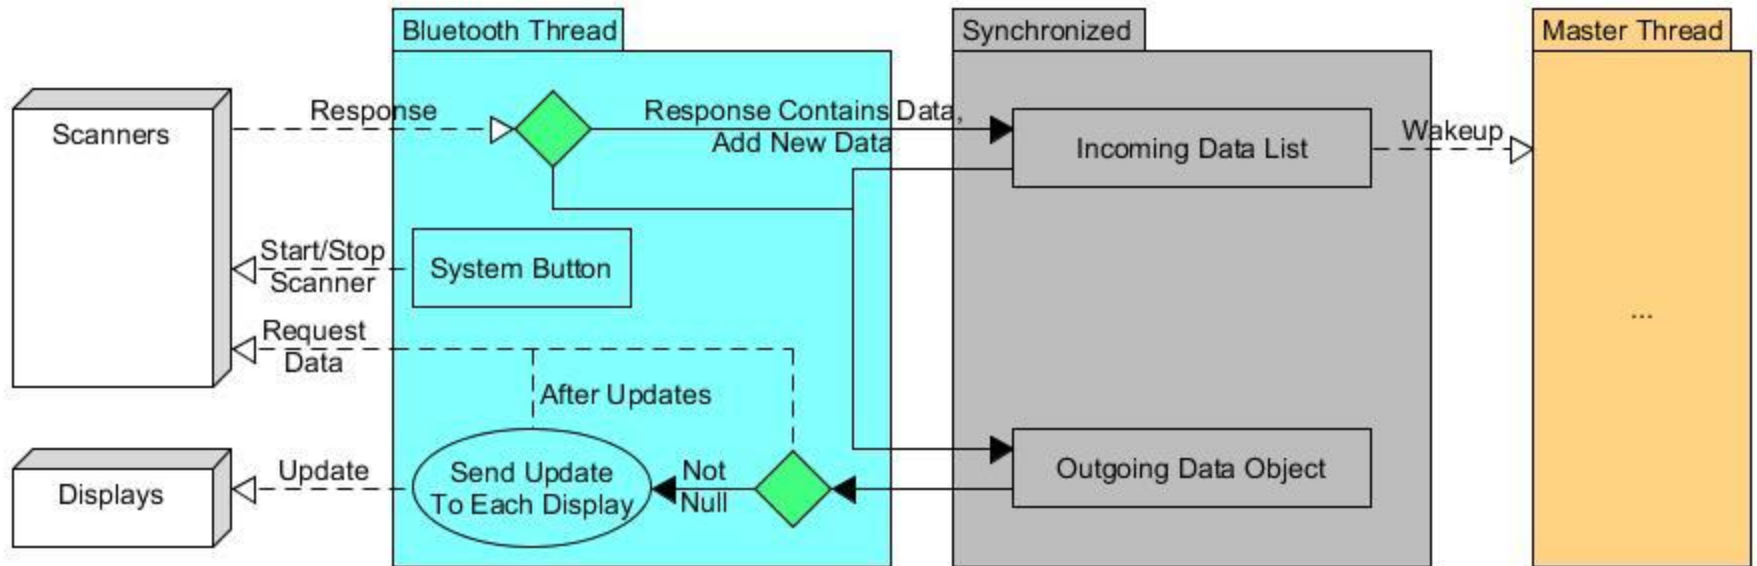 Bluetooth Thread
Synchronized
Master Thread
Scanners
Response
Response Contains Data,
Add New Data
Incoming Data List
Wakeup
Start/Stop
Scanner
System Button
Request
Data
After Updates
...
Displays
Update
Send Update
To Each Display
Not
Null
Outgoing Data Object